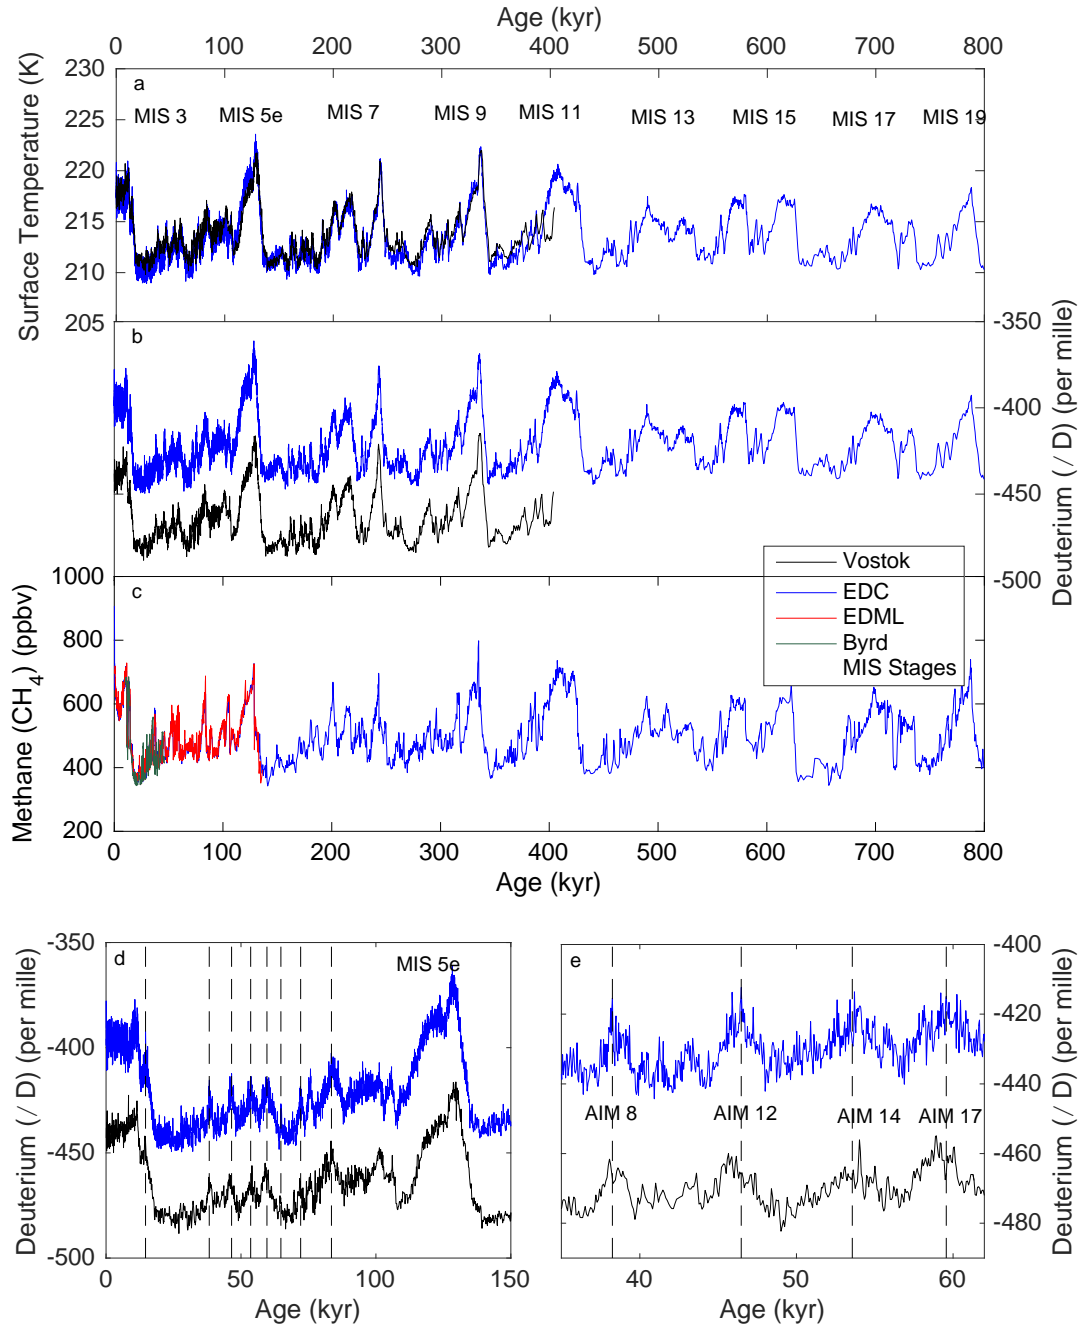 Age (kyr)
0 100 200 300 400 500 600 700 800
230
225
220
215
210
205
Surface Temperature (K)
a
MIS 3 MIS 5e MIS 7 MIS 9 MIS 11 MIS 13 MIS 15 MIS 17 MIS 19
b
-350
-400
-450
-500
Deuterium (/ D) (per mille)
Vostok
EDC
EDML
Byrd
MIS Stages
c
1000
800
600
400
200
Methane (CH4) (ppbv)
0 100 200 300 400 500 600 700 800
Age (kyr)
d
MIS 5e
-350
-400
-450
-500
Deuterium (/ D) (per mille)
0 50 100 150
Age (kyr)
e
AIM 8 AIM 12 AIM 14 AIM 17
-400
-420
-440
-460
-480
Deuterium (/ D) (per mille)
40 50 60
Age (kyr)